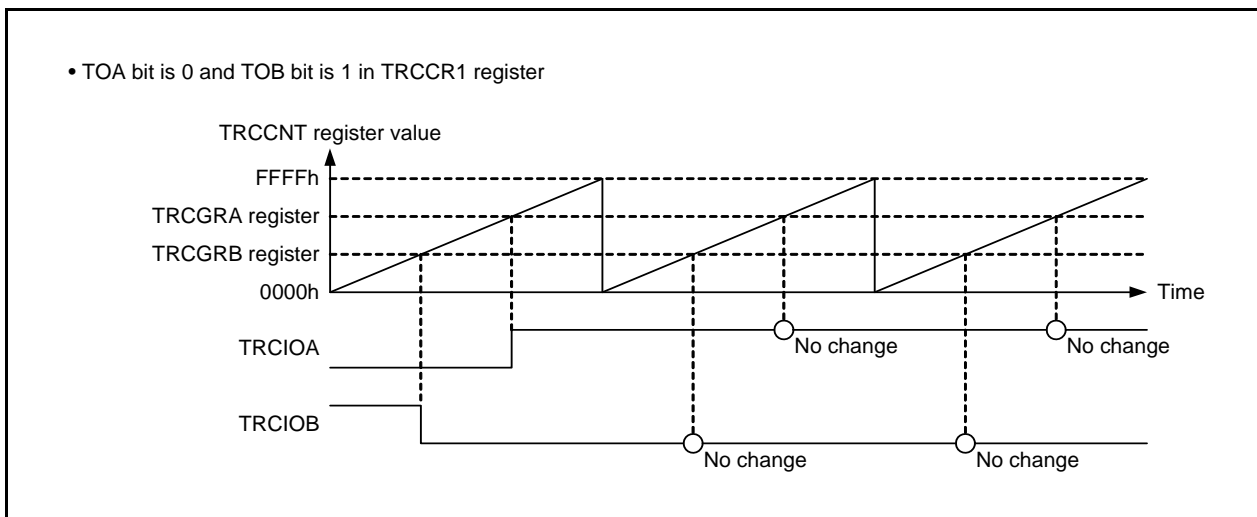 • TOA bit is 0 and TOB bit is 1 in TRCCR1 register
TRCCNT register value
FFFFh
TRCGRA register
TRCGRB register
0000h
Time
TRCIOA
No change
No change
TRCIOB
No change
No change